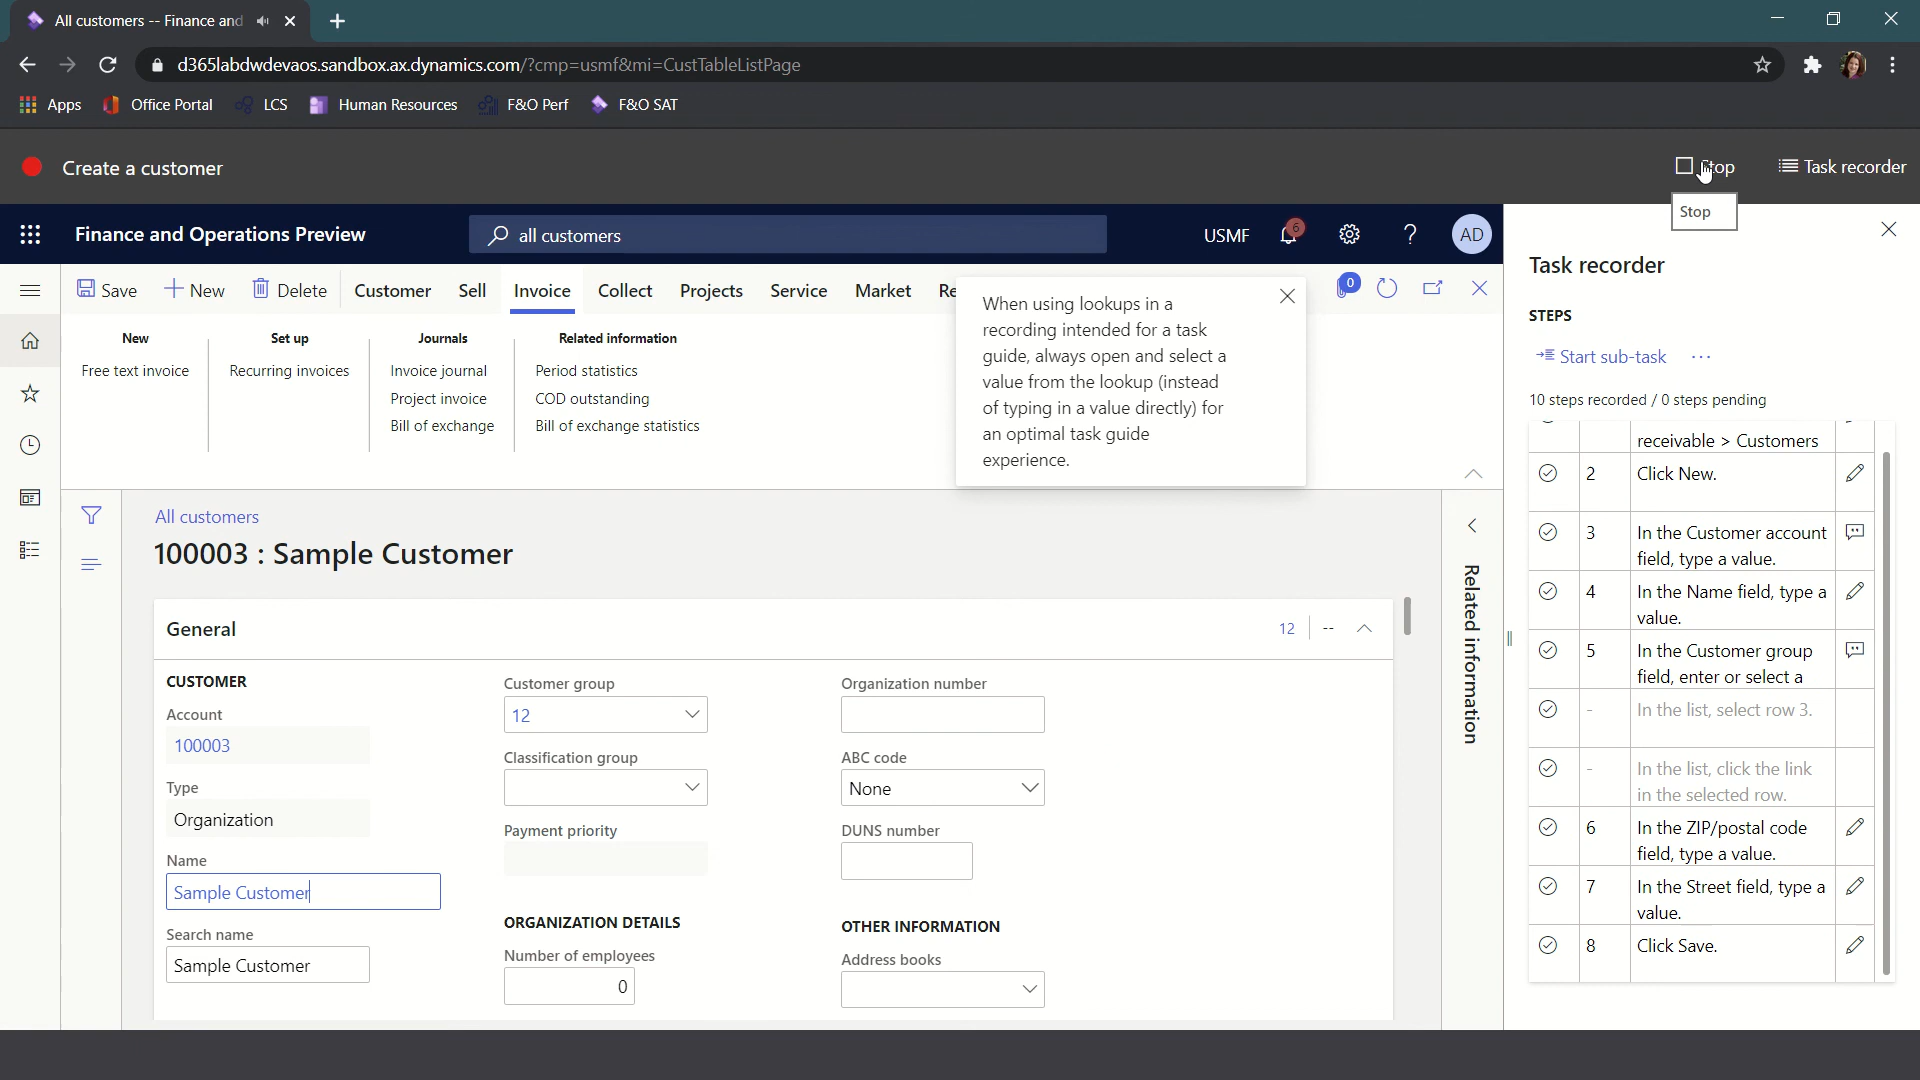 All customers -- Finance and
d365labdwdevaos.sandbox.ax.dynamics.com/?cmp=usmf&mi=CustTableListPage
Apps Office Portal LCS Human Resources F&O Perf F&O SAT
Create a customer
Stop Task recorder
Stop
Finance and Operations Preview
all customers
USMF 6 ? AD
Save New Delete Customer Sell Invoice Collect Projects Service Market Re
0
New
Free text invoice
Set up
Recurring invoices
Journals
Invoice journal
Project invoice
Bill of exchange
Related information
Period statistics
COD outstanding
Bill of exchange statistics
When using lookups in a
recording intended for a task
guide, always open and select a
value from the lookup (instead
of typing in a value directly) for
an optimal task guide
experience.
All customers
100003 : Sample Customer
General
12 --
CUSTOMER
Account
100003
Type
Organization
Name
Sample Customer
Search name
Sample Customer
Customer group
12
Classification group
Payment priority
ORGANIZATION DETAILS
Number of employees
0
Organization number
ABC code
None
DUNS number
OTHER INFORMATION
Address books
Related information
Task recorder
STEPS
Start sub-task ...
10 steps recorded / 0 steps pending
receivable > Customers
2 Click New.
3 In the Customer account
field, type a value.
4 In the Name field, type a
value.
5 In the Customer group
field, enter or select a
- In the list, select row 3.
- In the list, click the link
in the selected row.
6 In the ZIP/postal code
field, type a value.
7 In the Street field, type a
value.
8 Click Save.